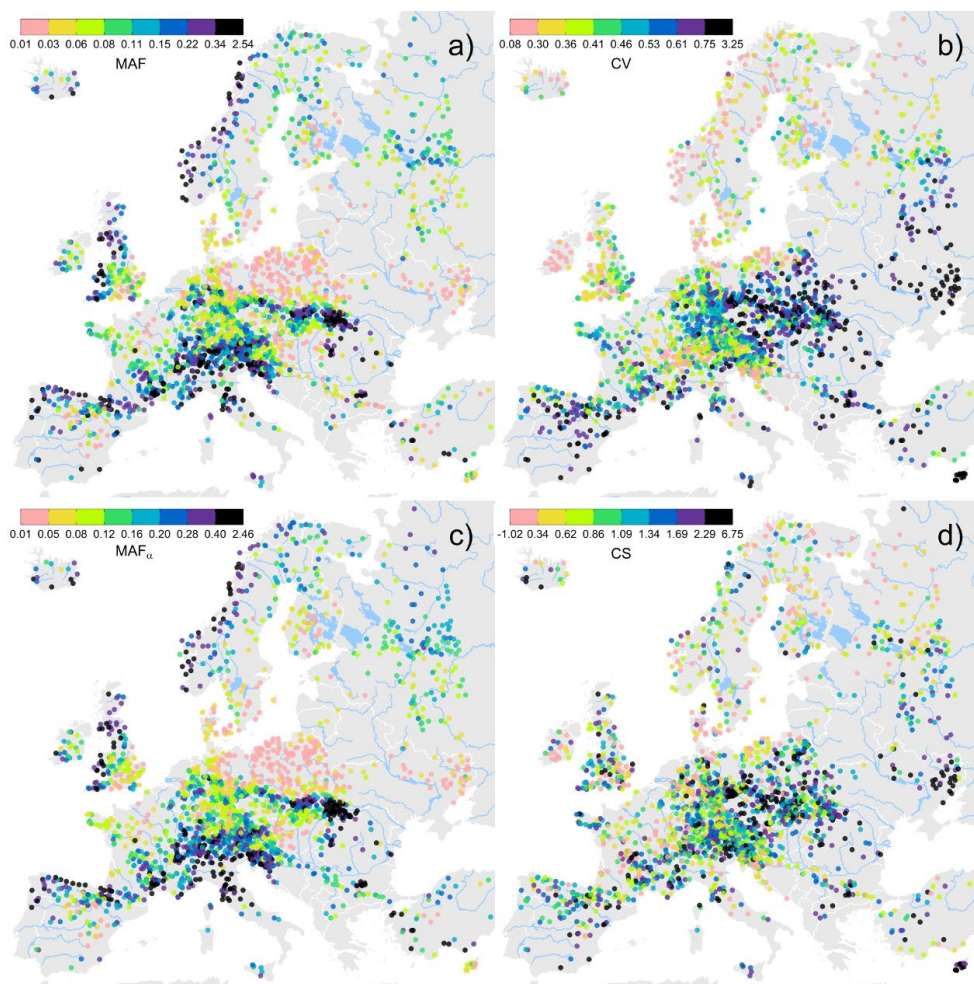 0.01 0.03 0.06 0.08 0.11 0.15 0.22 0.34 2.54
MAF
a)
0.08 0.30 0.36 0.41 0.46 0.53 0.61 0.75 3.25
CV
b)
0.01 0.05 0.08 0.12 0.16 0.20 0.28 0.40 2.46
MAFα
c)
-1.02 0.34 0.62 0.86 1.09 1.34 1.69 2.29 6.75
CS
d)